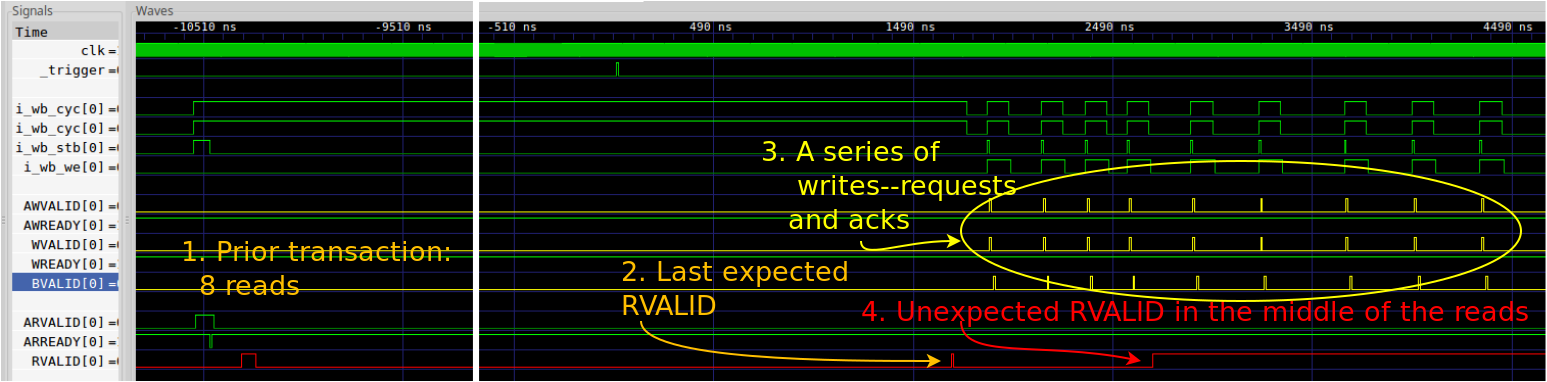 Signals
Waves
Time
-10510 ns
-9510 ns
-510 ns
490 ns
1490 ns
2490 ns
3490 ns
4490 ns
clk=
_trigger=
i_wb_cyc[0]=
i_wb_cyc[0]=
i_wb_stb[0]=
i_wb_we[0]=
AWVALID[0]=
AWREADY[0]=
WVALID[0]=
WREADY[0]=
BVALID[0]=
ARVALID[0]=
ARREADY[0]=
RVALID[0]=
1. Prior transaction:
8 reads
2. Last expected
RVALID
3. A series of
writes--requests
and acks
4. Unexpected RVALID in the middle of the reads